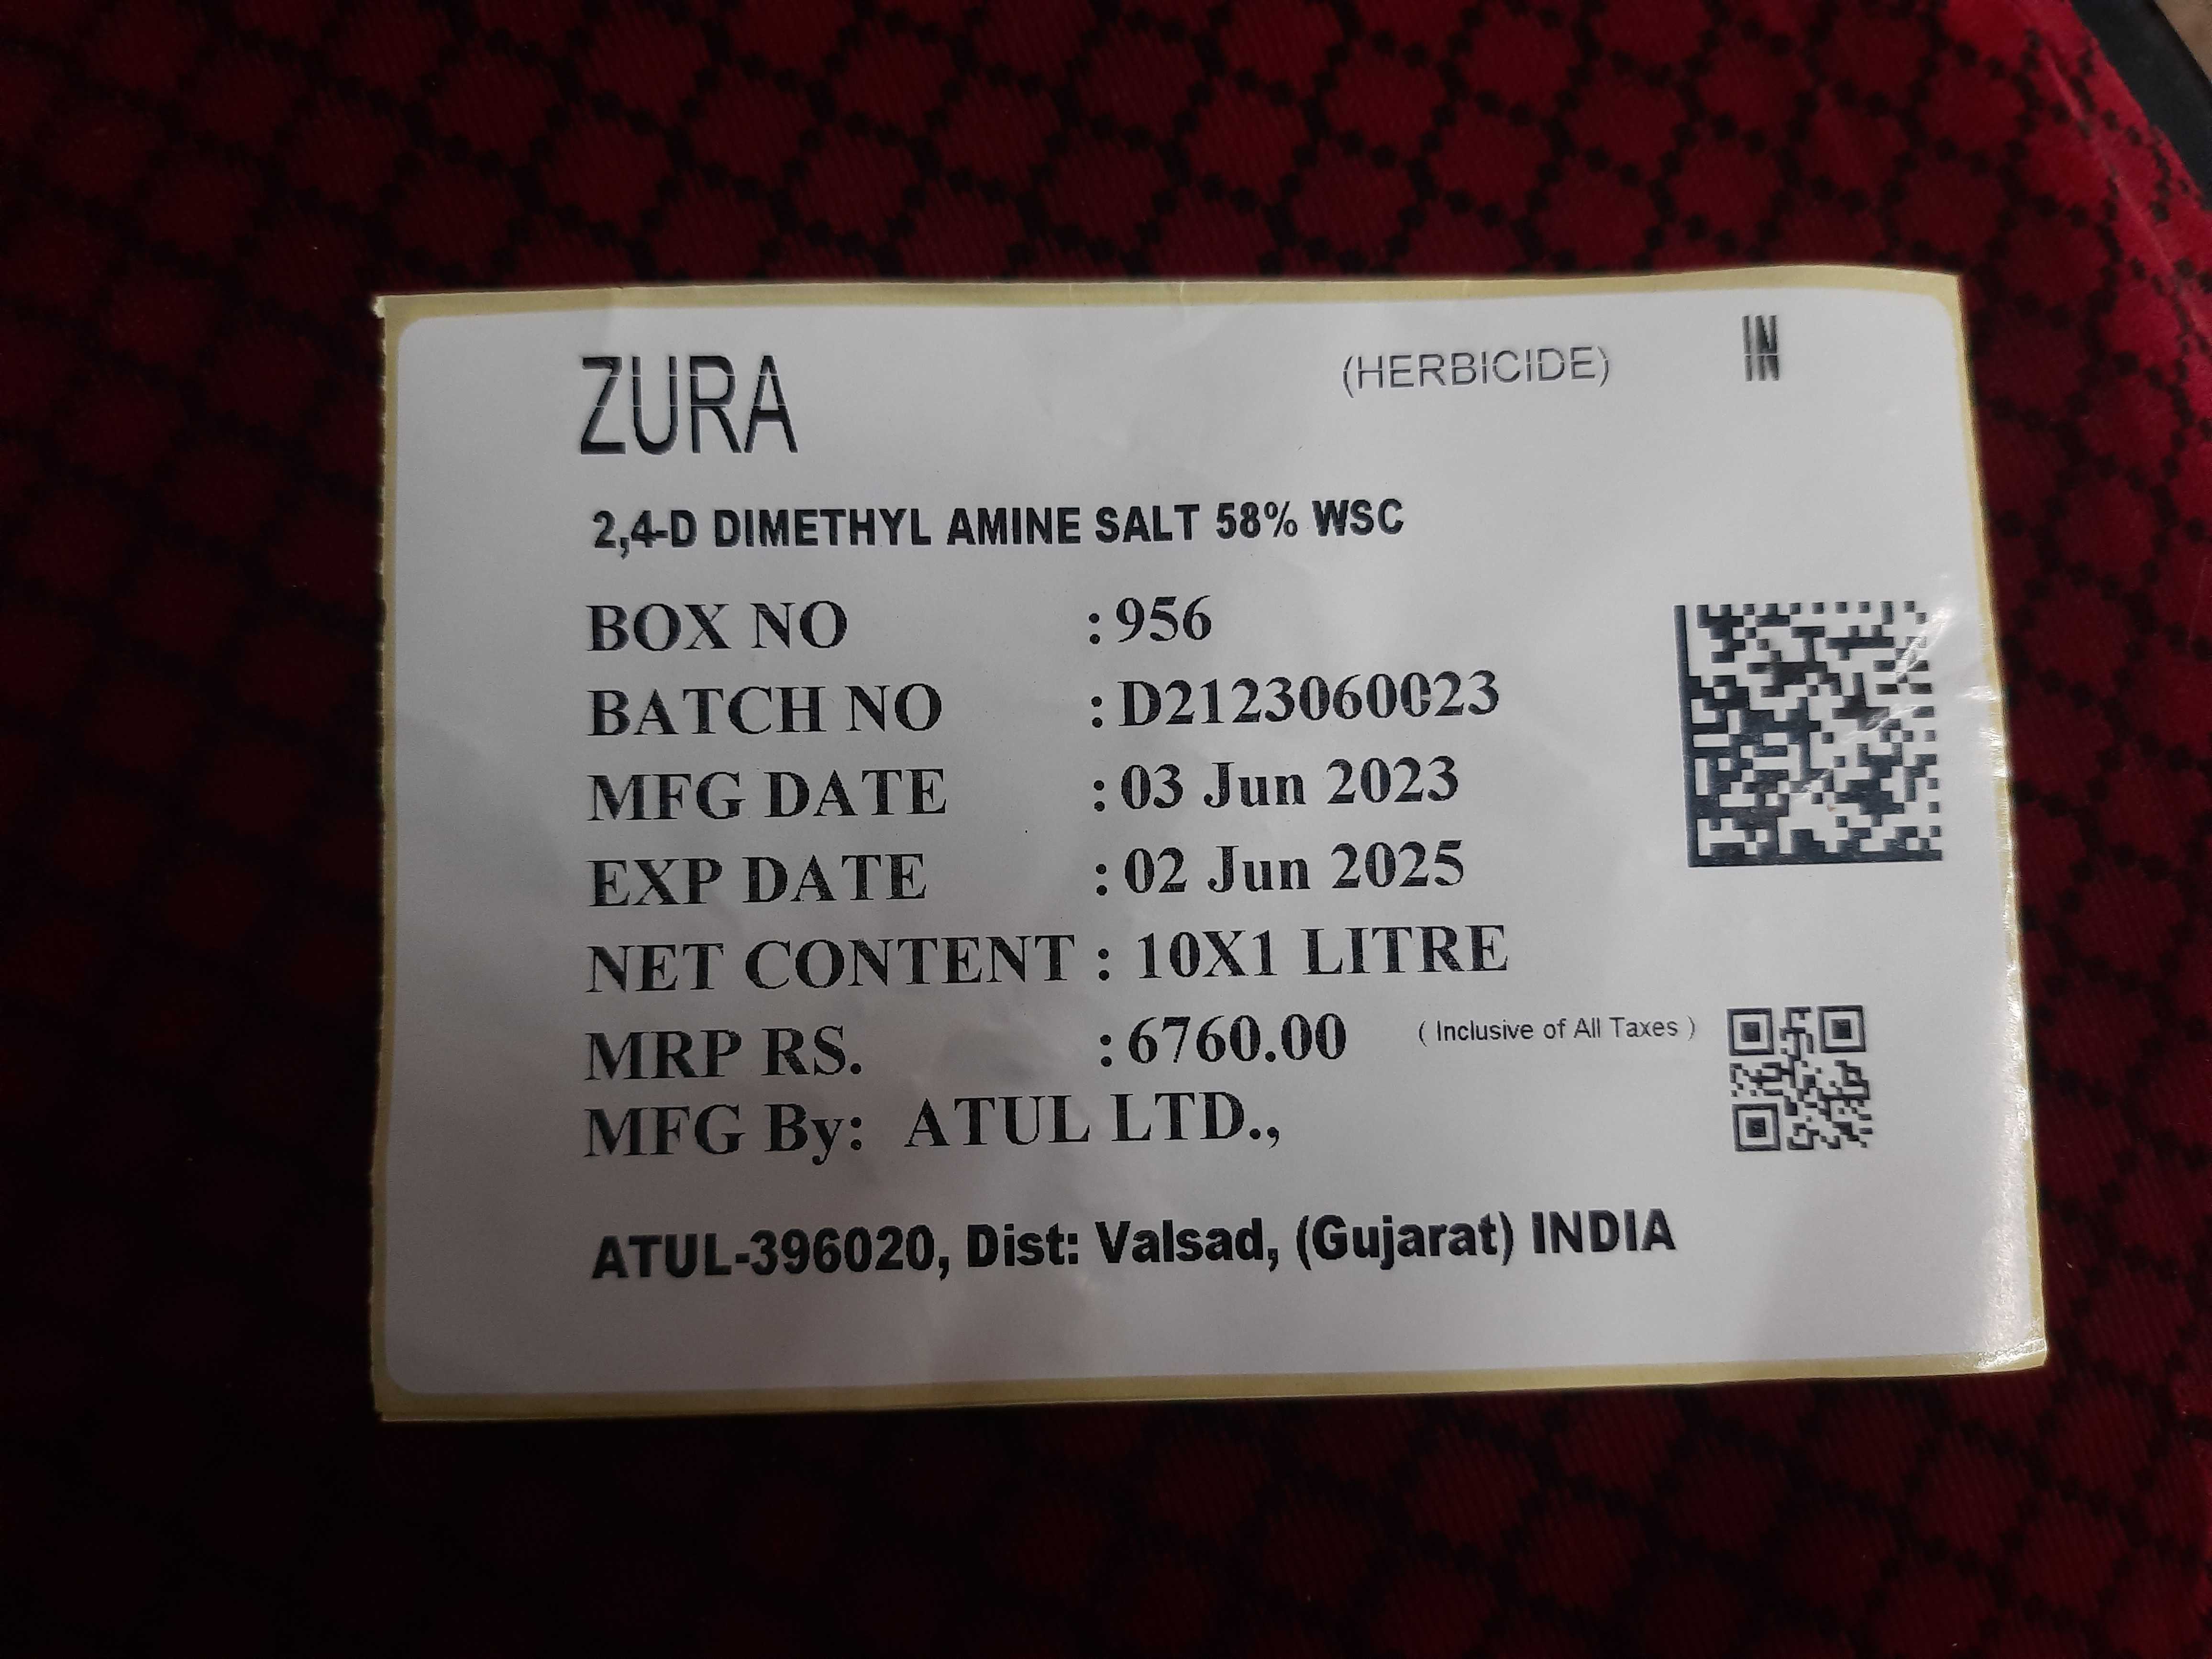 ZURA (HERBICIDE) IN
2,4-D DIMETHYL AMINE SALT 58% WSC
BOX NO : 956
BATCH NO : D2123060023
MFG DATE : 03 Jun 2023
EXP DATE : 02 Jun 2025
NET CONTENT : 10X1 LITRE
MRP RS. : 6760.00 ( Inclusive of All Taxes )
MFG By: ATUL LTD.,
ATUL-396020, Dist: Valsad, (Gujarat) INDIA